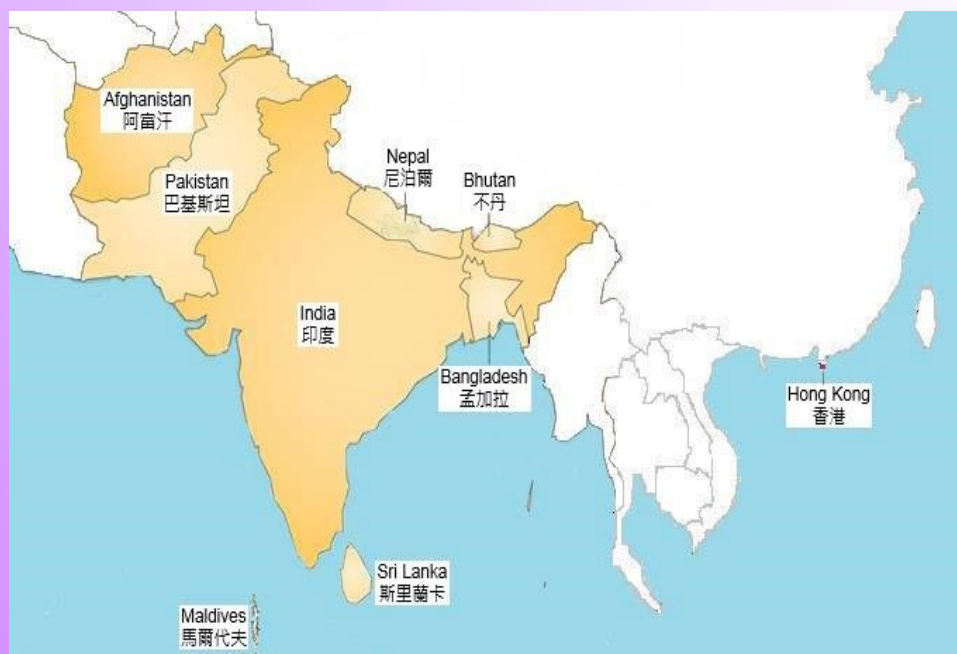 Afghanistan
阿富汗
Pakistan
巴基斯坦
Nepal
尼泊爾
Bhutan
不丹
India
印度
Bangladesh
孟加拉
Hong Kong
香港
Sri Lanka
斯里蘭卡
Maldives
馬爾代夫